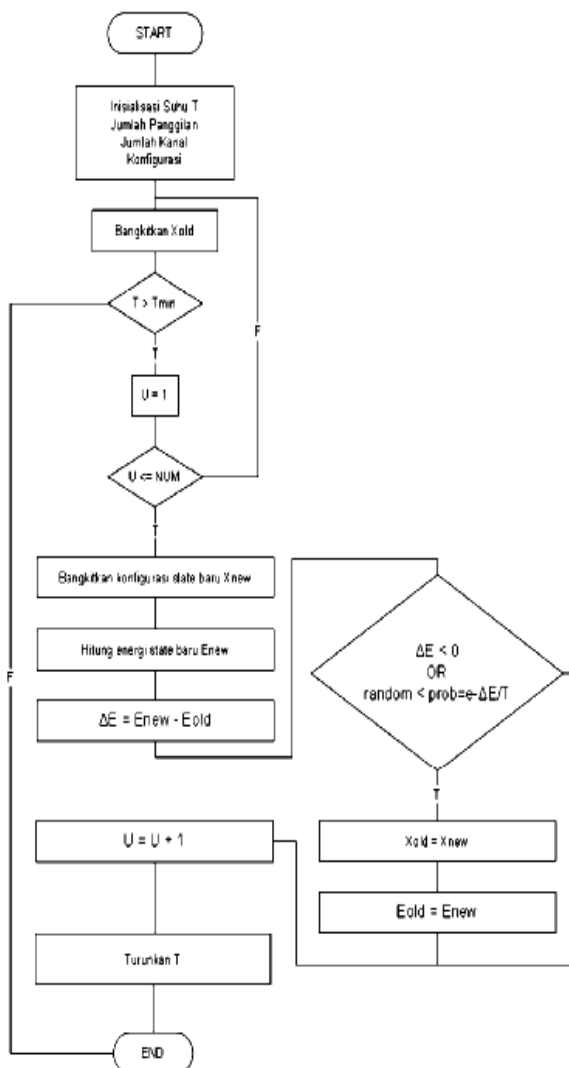 START
Inisialisasi Suhu T
Jumlah Panggilan
Jumlah Kanal
Konfigurasi
Bangkitkan Xold
T > Tmin
F
T
U = 1
U <= NUM
T
Bangkitkan konfigurasi state baru Xnew
Hitung energi state baru Enew
F
ΔE = Enew - Eold
ΔE < 0
OR
random < prob=e-ΔE/T
T
U = U + 1
Xold = Xnew
Eold = Enew
Turunkan T
END